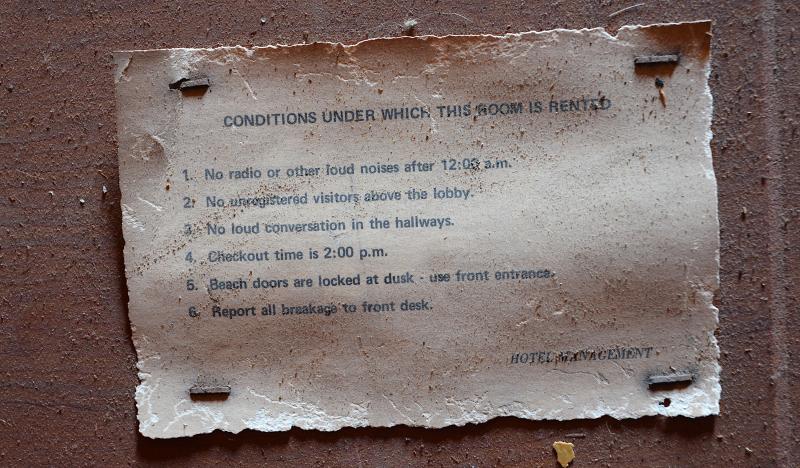 CONDITIONS UNDER WHICH THIS ROOM IS RENTED
1. No radio or other loud noises after 12:00 a.m.
2. No unregistered visitors above the lobby.
3. No loud conversation in the hallways.
4. Checkout time is 2:00 p.m.
5. Beach doors are locked at dusk - use front entrance.
6. Report all breakage to front desk.
HOTEL MANAGEMENT